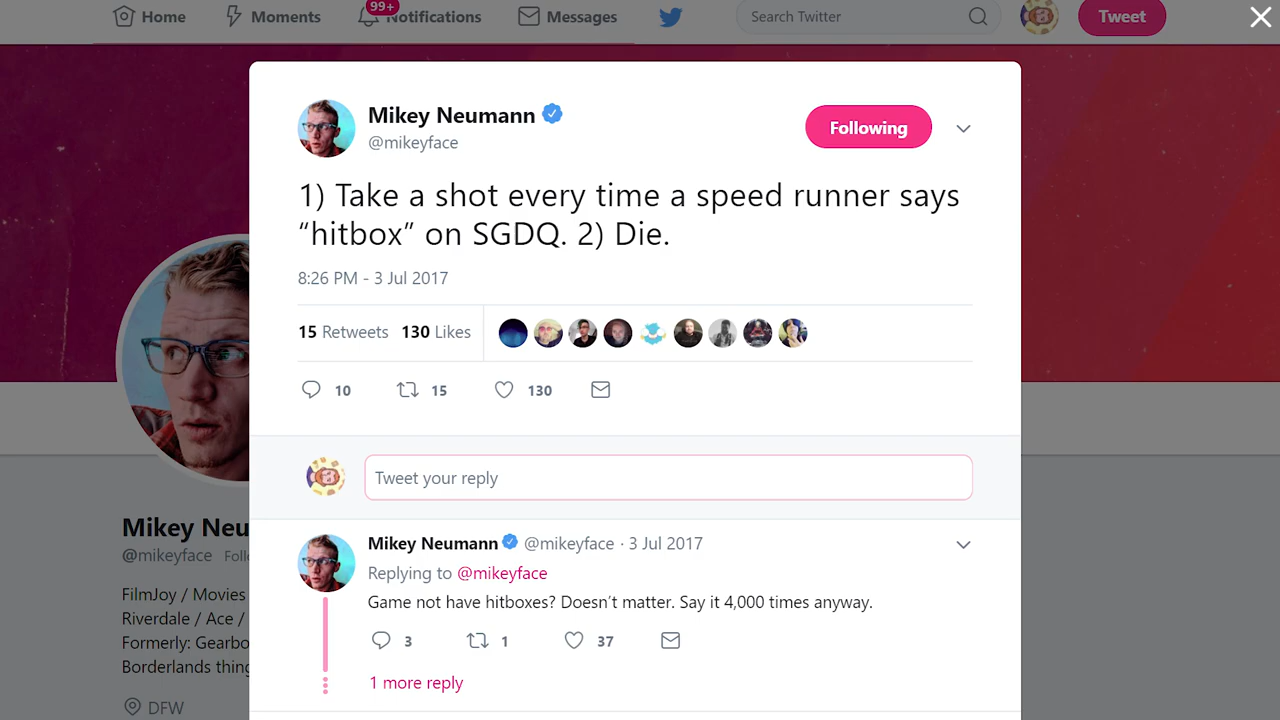 Home Moments 99+ Notifications Messages Search Twitter Tweet
Mikey Neumann
@mikeyface
Following
1) Take a shot every time a speed runner says
“hitbox” on SGDQ. 2) Die.
8:26 PM - 3 Jul 2017
15 Retweets 130 Likes
10 15 130
Tweet your reply
Mikey Neumann @mikeyface · 3 Jul 2017
Replying to @mikeyface
Game not have hitboxes? Doesn’t matter. Say it 4,000 times anyway.
3 1 37
1 more reply
Mikey Neu
@mikeyface Foll
FilmJoy / Movies
Riverdale / Ace /
Formerly: Gearbo
Borderlands thing
DFW